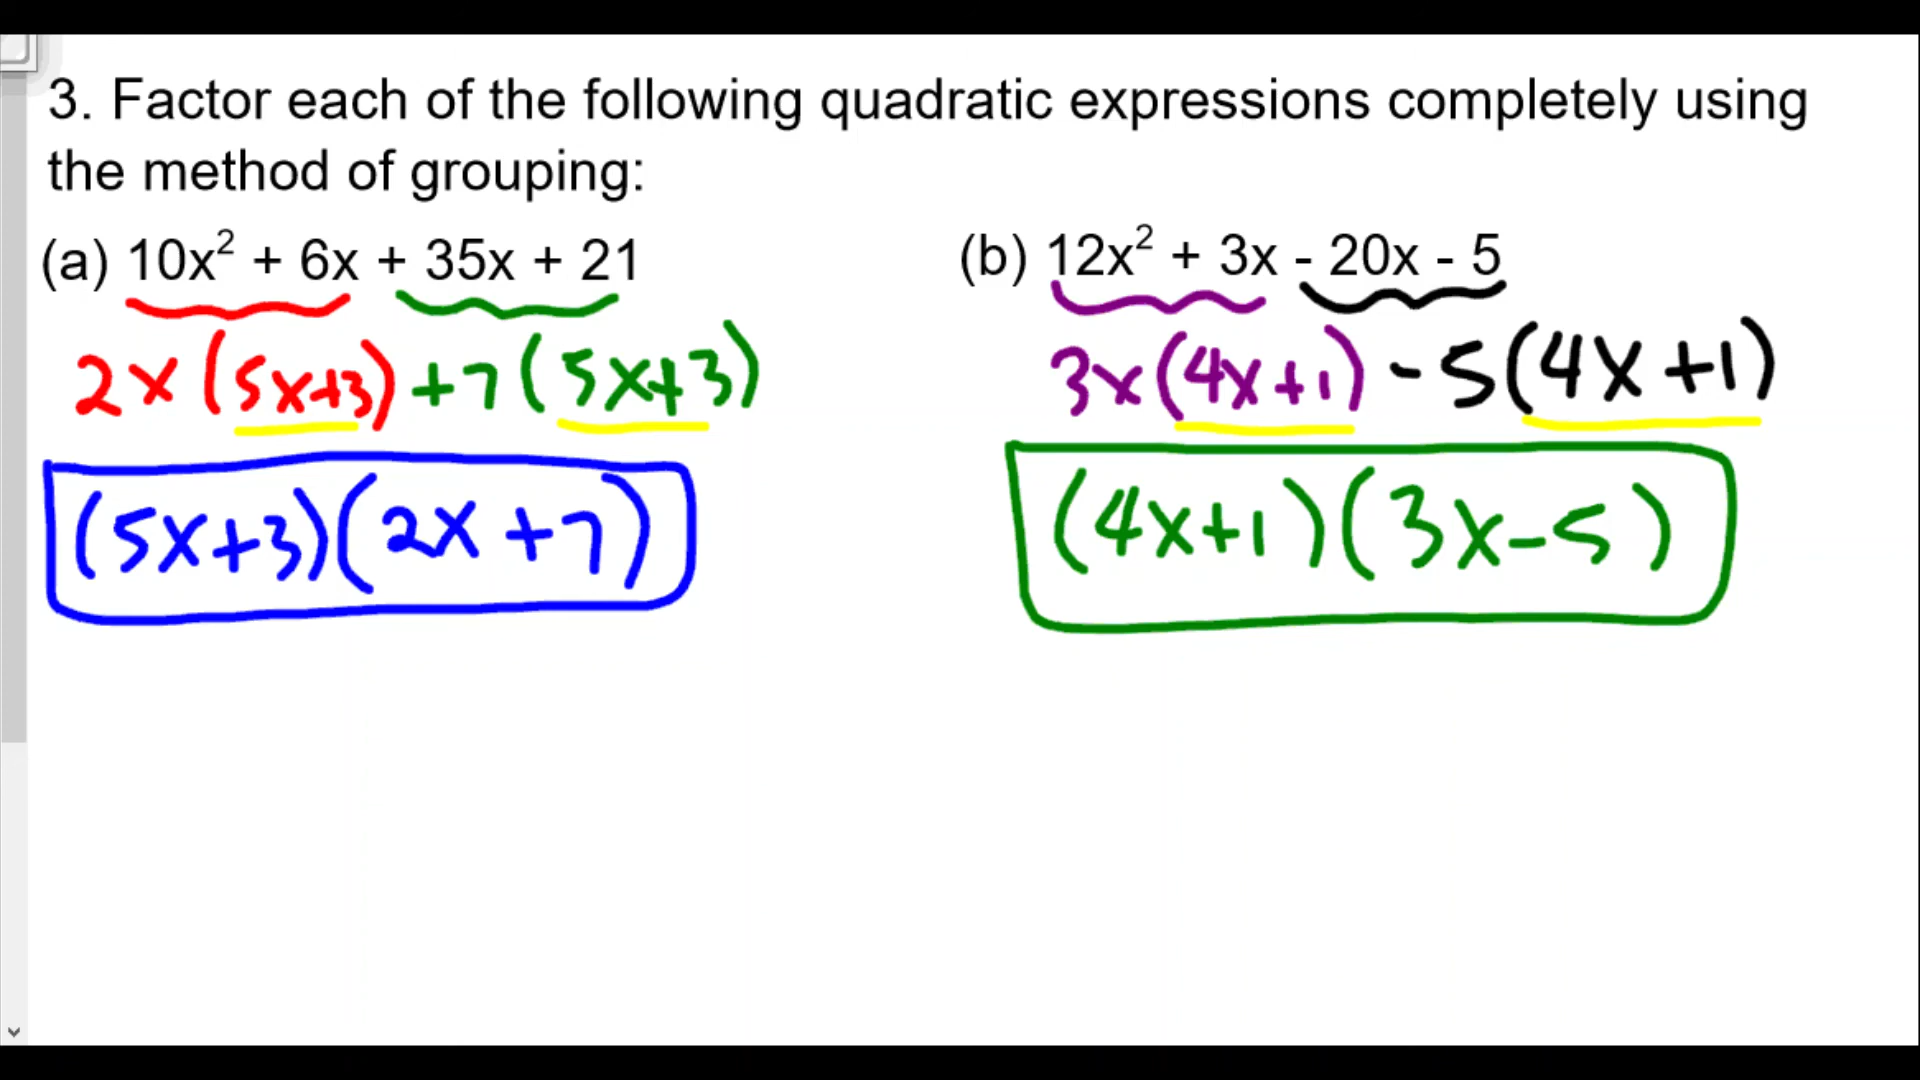 3. Factor each of the following quadratic expressions completely using
the method of grouping:
(a) 10x² + 6x + 35x + 21
2x(5x+3)+7(5x+3)
(5x+3)(2x+7)
(b) 12x² + 3x - 20x - 5
3x(4x+1)-5(4x+1)
(4x+1)(3x-5)